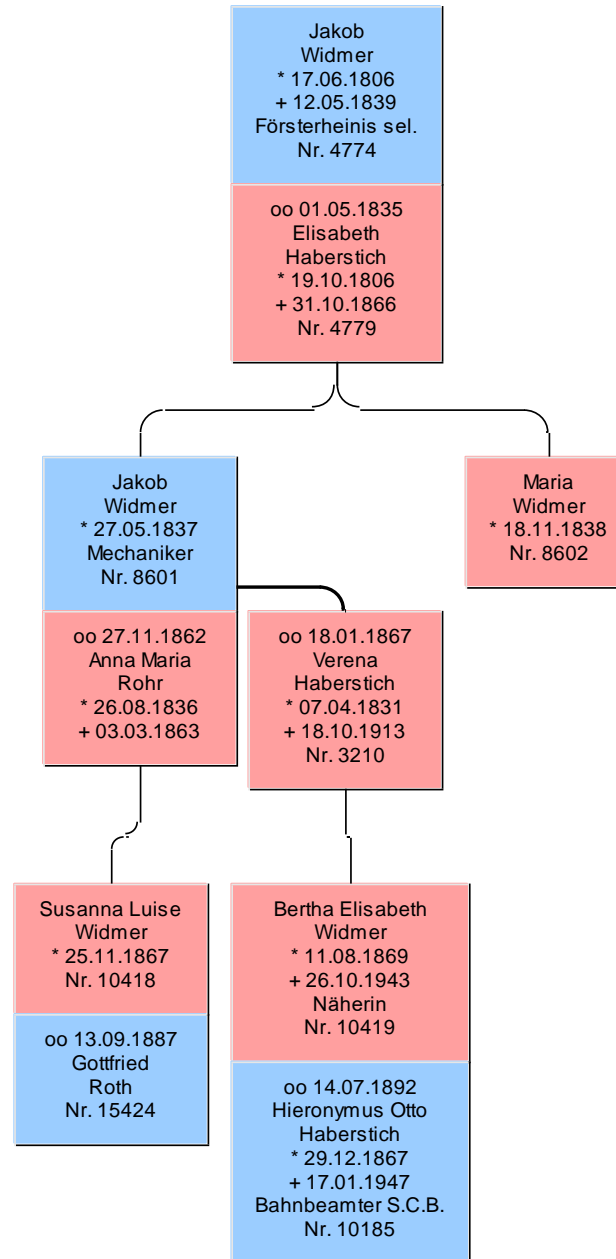 Jakob
Widmer
* 17.06.1806
+ 12.05.1839
Försterheinis sel.
Nr. 4774
oo 01.05.1835
Elisabeth
Haberstich
* 19.10.1806
+ 31.10.1866
Nr. 4779
Jakob
Widmer
* 27.05.1837
Mechaniker
Nr. 8601
Maria
Widmer
* 18.11.1838
Nr. 8602
oo 27.11.1862
Anna Maria
Rohr
* 26.08.1836
+ 03.03.1863
oo 18.01.1867
Verena
Haberstich
* 07.04.1831
+ 18.10.1913
Nr. 3210
Susanna Luise
Widmer
* 25.11.1867
Nr. 10418
oo 13.09.1887
Gottfried
Roth
Nr. 15424
Bertha Elisabeth
Widmer
* 11.08.1869
+ 26.10.1943
Näherin
Nr. 10419
oo 14.07.1892
Hieronymus Otto
Haberstich
* 29.12.1867
+ 17.01.1947
Bahnbeamter S.C.B.
Nr. 10185